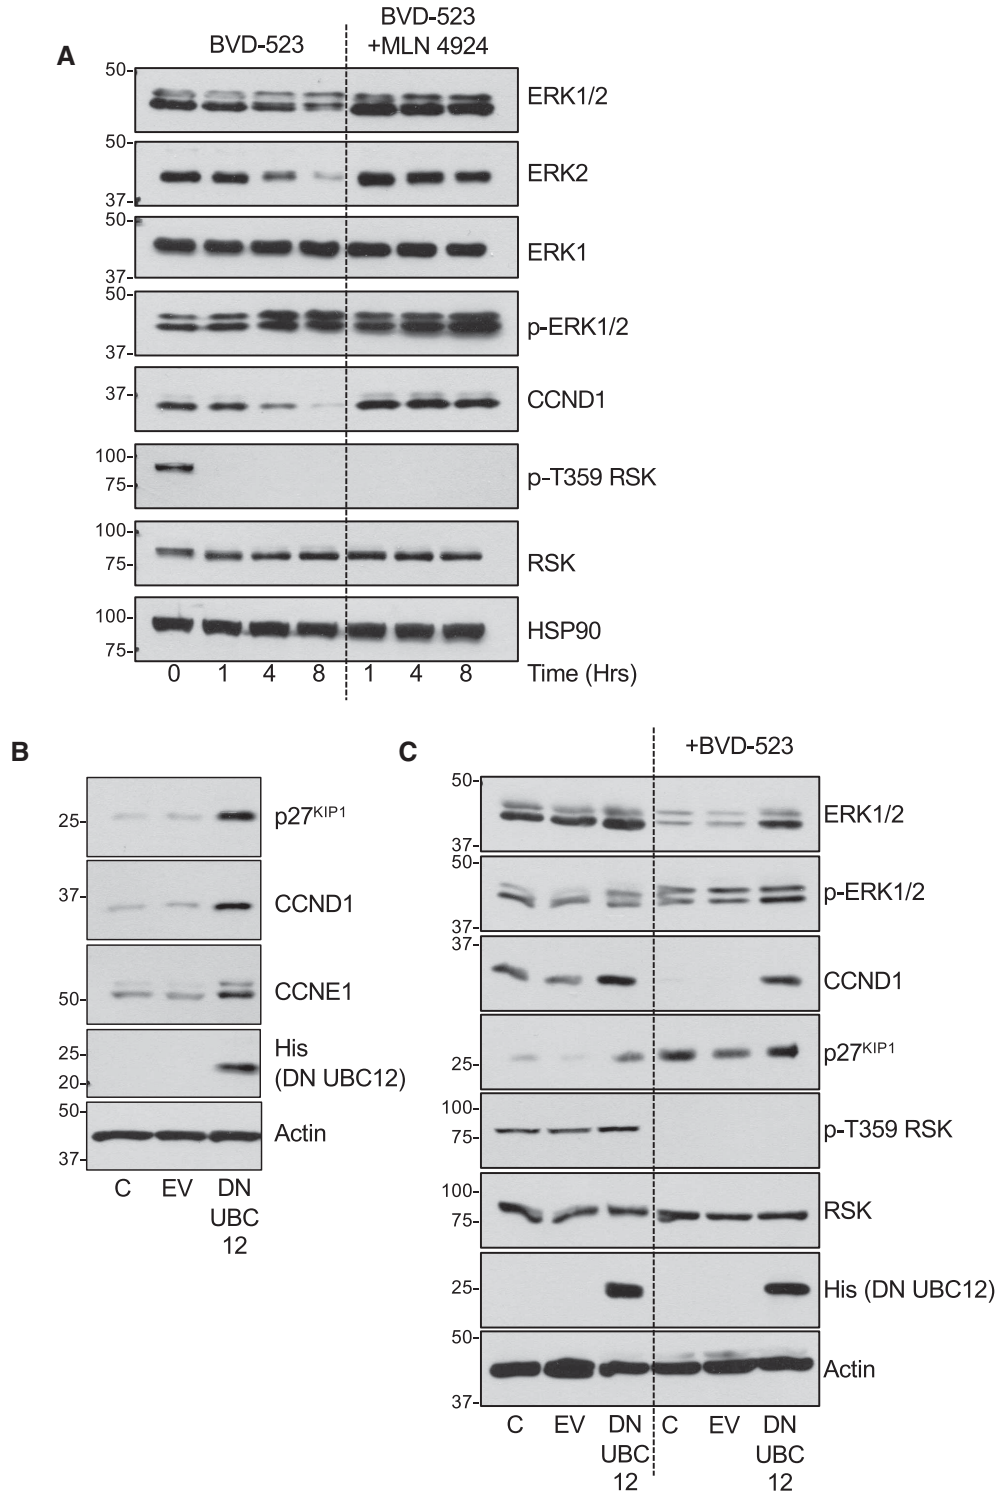 A
BVD-523
BVD-523
+MLN 4924
50-
ERK1/2
50-
ERK2
37-
50-
ERK1
37-
50-
p-ERK1/2
37-
37-
CCND1
100-
p-T359 RSK
75-
100-
RSK
75-
100-
HSP90
75-
0 1 4 8 1 4 8 Time (Hrs)
B
25-
p27KIP1
37-
CCND1
CCNE1
50-
25-
His
(DN UBC12)
20-
50-
Actin
37-
C EV DN
UBC
12
C
+BVD-523
50-
ERK1/2
37-
50-
p-ERK1/2
37-
37-
CCND1
p27KIP1
25-
100-
p-T359 RSK
75-
100-
RSK
75-
25-
His (DN UBC12)
50-
Actin
37-
C EV DN C EV DN
UBC UBC
12 12